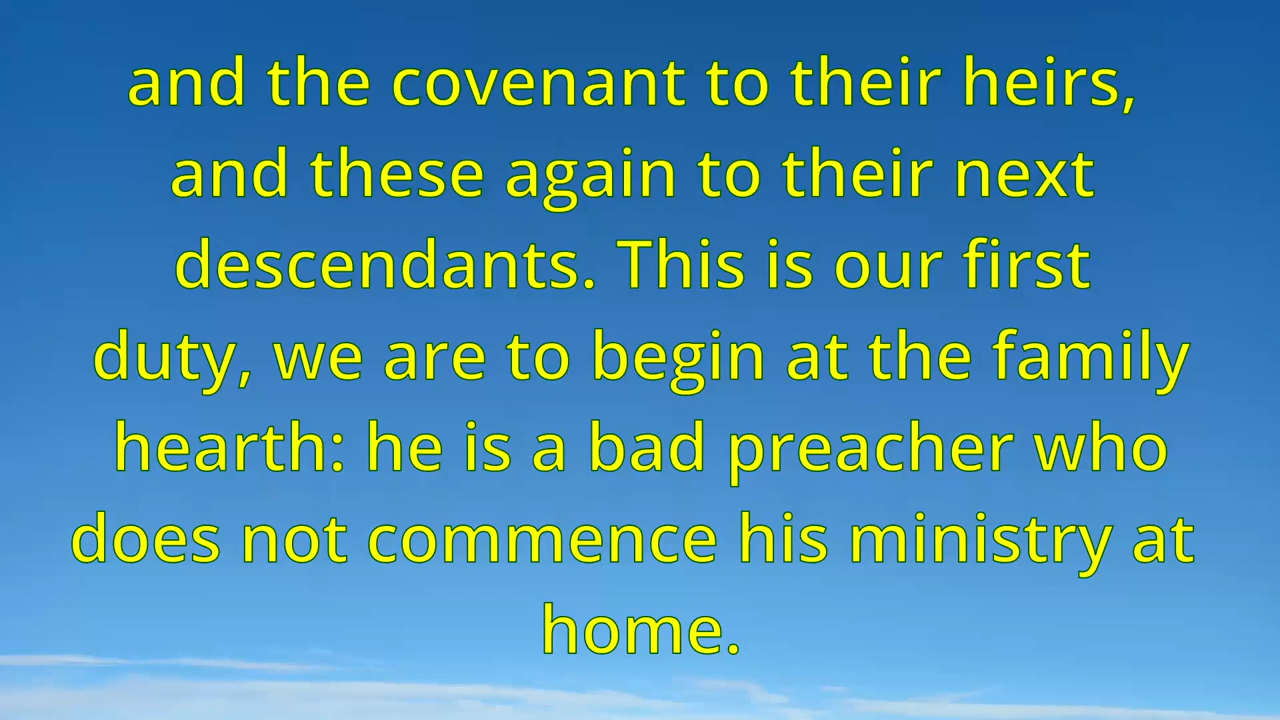 and the covenant to their heirs,
and these again to their next
descendants. This is our first
duty, we are to begin at the family
hearth: he is a bad preacher who
does not commence his ministry at
home.